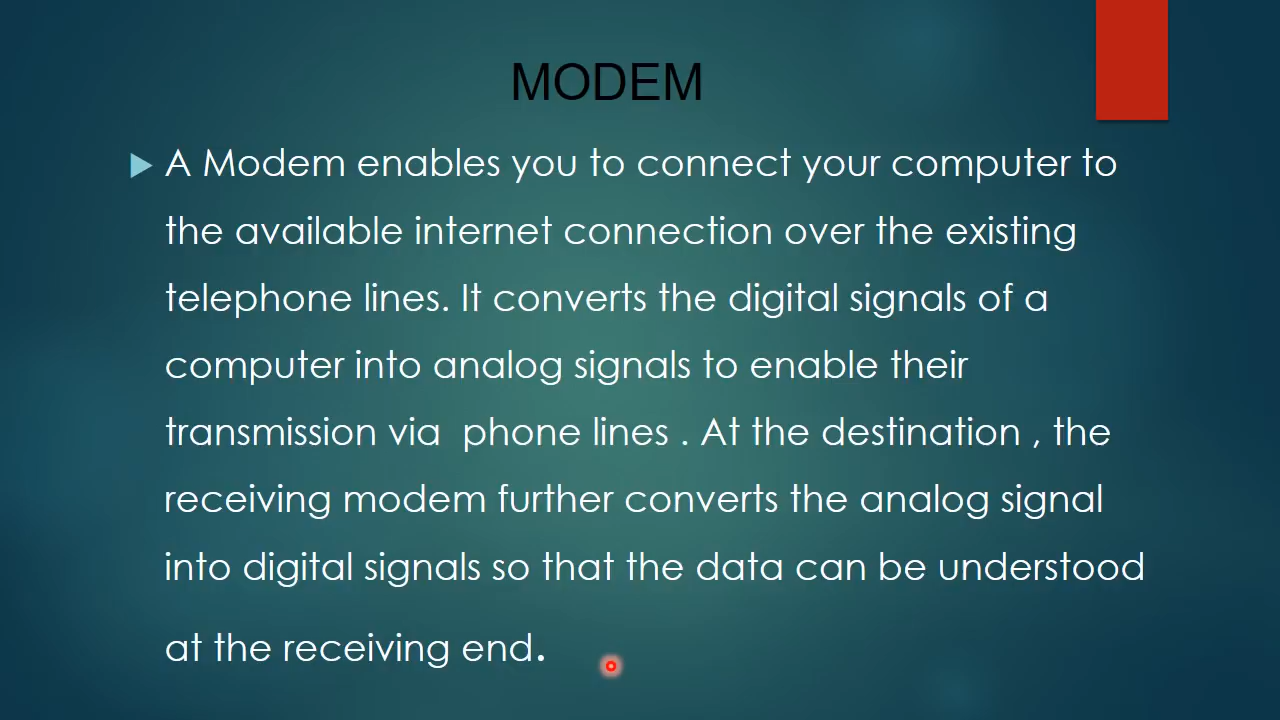 MODEM
A Modem enables you to connect your computer to
the available internet connection over the existing
telephone lines. It converts the digital signals of a
computer into analog signals to enable their
transmission via  phone lines . At the destination , the
receiving modem further converts the analog signal
into digital signals so that the data can be understood
at the receiving end.